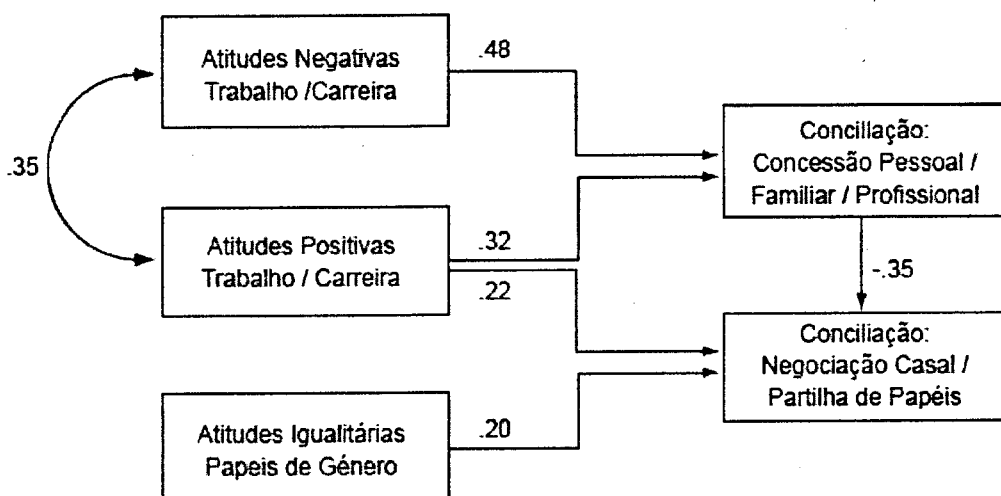 Atitudes Negativas
Trabalho /Carreira
.48
Conciliação:
Concessão Pessoal /
Familiar / Profissional
.35
Atitudes Positivas
Trabalho / Carreira
.32
.22
-.35
Conciliação:
Negociação Casal /
Partilha de Papéis
Atitudes Igualitárias
Papeis de Género
.20